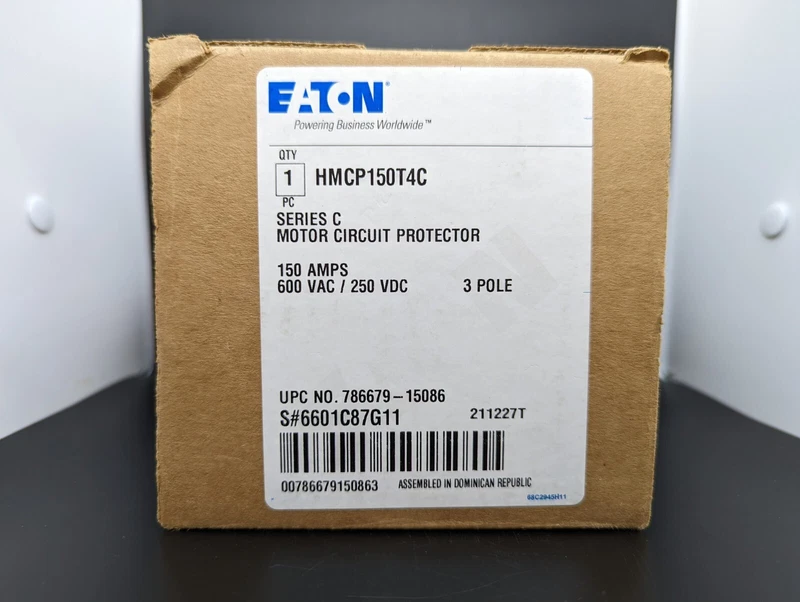 EATON
Powering Business Worldwide™
QTY
1 HMCP150T4C
PC
SERIES C
MOTOR CIRCUIT PROTECTOR
150 AMPS
600 VAC / 250 VDC 3 POLE
UPC NO. 786679-15086
S#6601C87G11 211227T
00786679150863 ASSEMBLED IN DOMINICAN REPUBLIC
68C2945H11